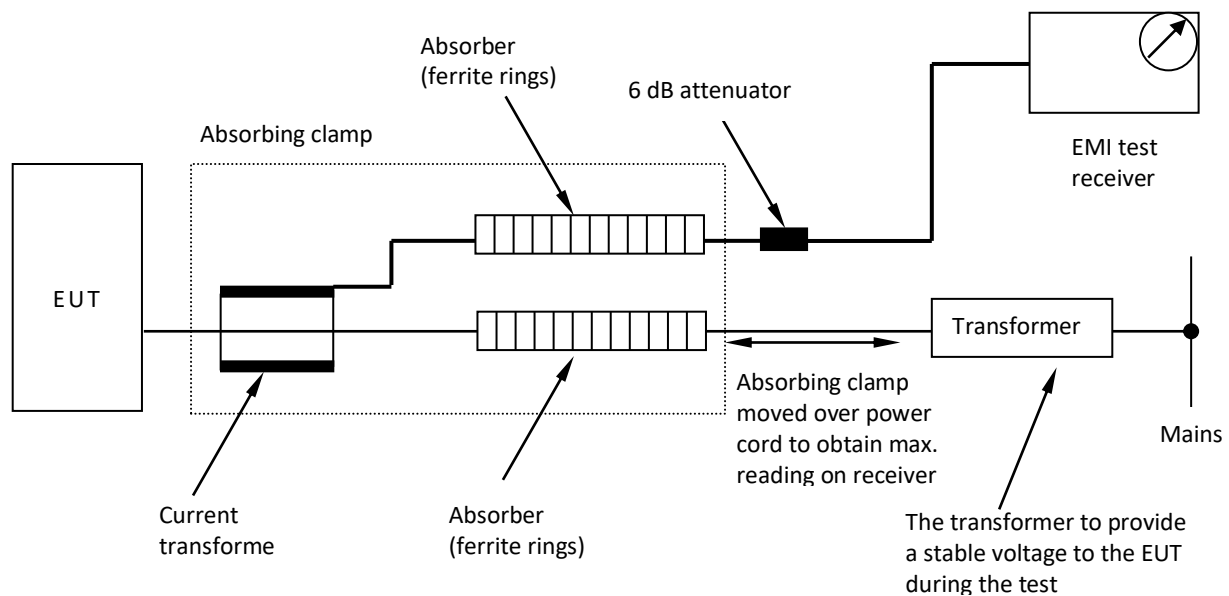 Absorber
(ferrite rings)
6 dB attenuator
Absorbing clamp
EMI test
receiver
EUT
Transformer
Absorbing clamp
moved over power
cord to obtain max.
reading on receiver
Mains
Current
transforme
Absorber
(ferrite rings)
The transformer to provide
a stable voltage to the EUT
during the test